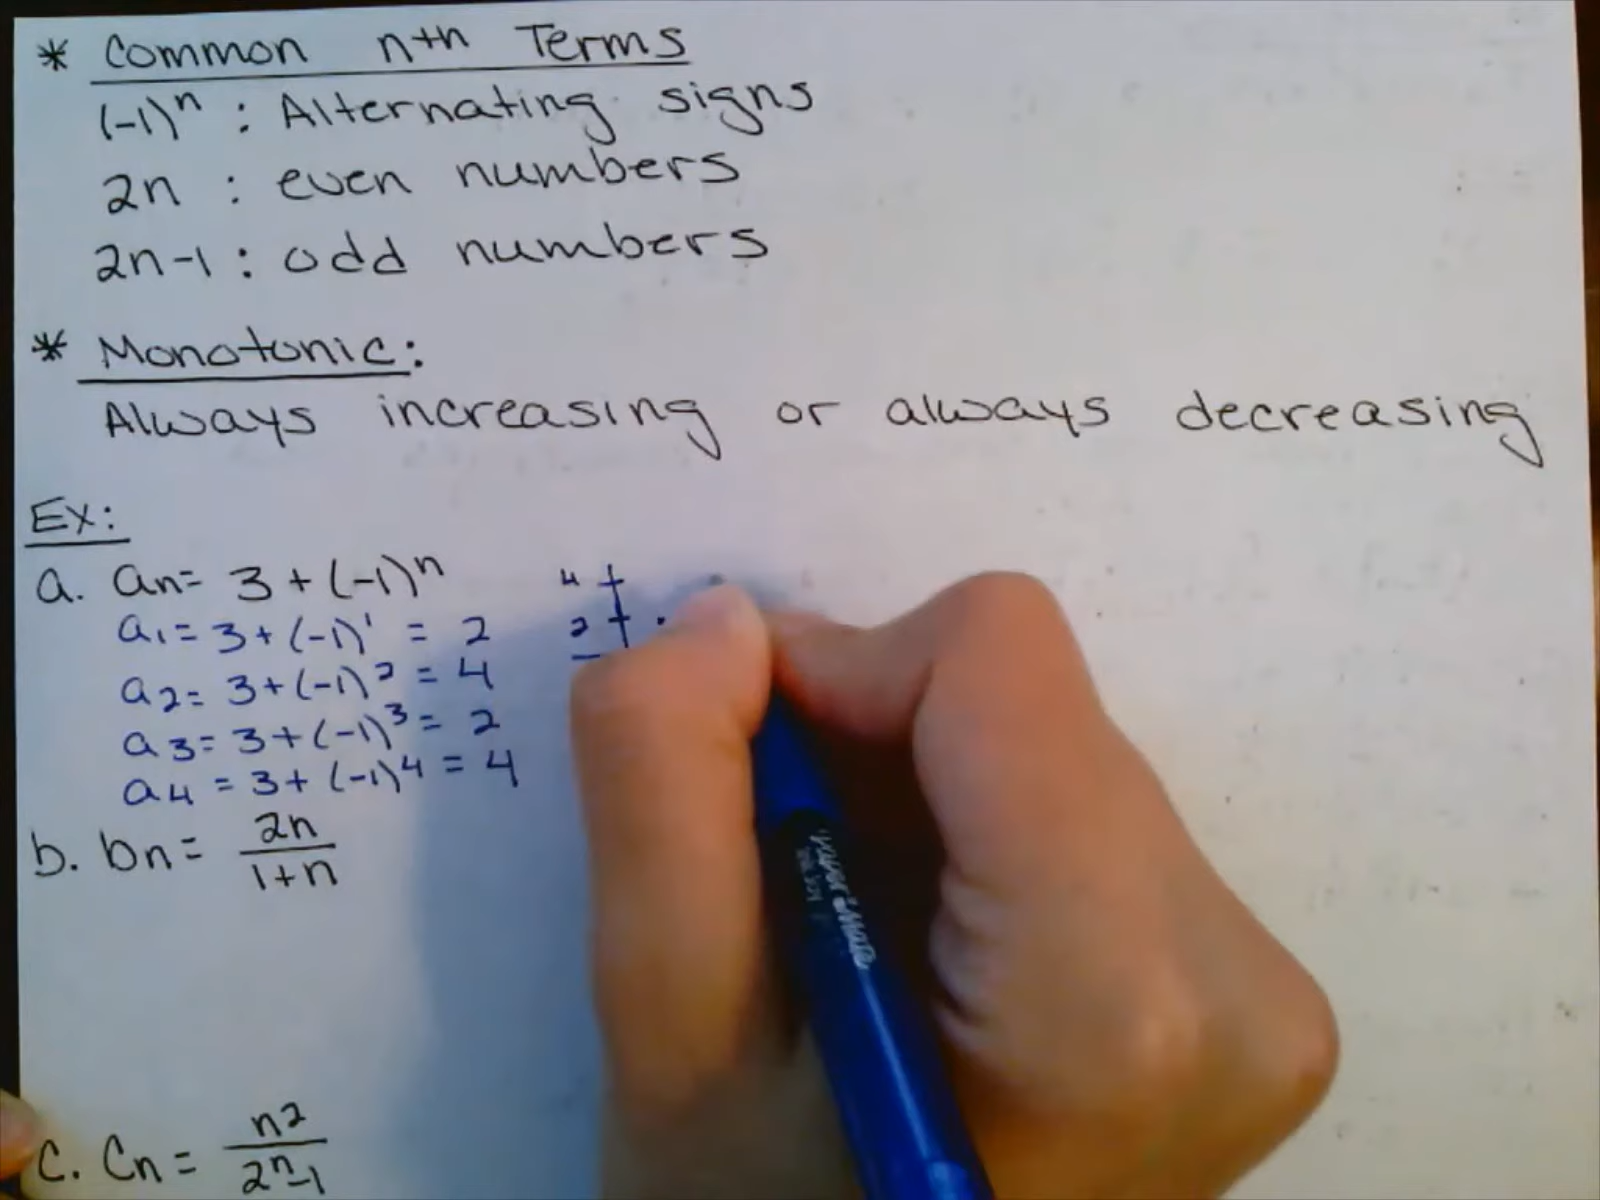 * Common nth Terms
(-1)^n : Alternating signs
2n : even numbers
2n-1 : odd numbers
* Monotonic:
Always increasing or always decreasing
Ex:
a. an = 3 + (-1)^n
a1 = 3 + (-1)^1 = 2
a2 = 3 + (-1)^2 = 4
a3 = 3 + (-1)^3 = 2
a4 = 3 + (-1)^4 = 4
4
2
b. bn = 2n/1+n
c. Cn = n^2/2^n-1